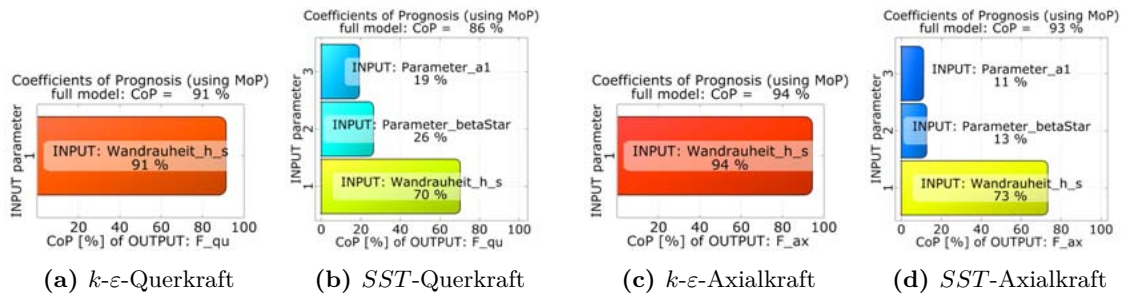 Coefficients of Prognosis (using MoP)
full model: CoP = 91 %
INPUT parameter
1
INPUT: Wandrauheit_h_s
91 %
20 40 60 80 100
CoP [%] of OUTPUT: F_qu
(a) k-ε-Querkraft
Coefficients of Prognosis (using MoP)
full model: CoP = 86 %
INPUT parameter
3
INPUT: Parameter_a1
19 %
2
INPUT: Parameter_betaStar
26 %
1
INPUT: Wandrauheit_h_s
70 %
0 20 40 60 80 100
CoP [%] of OUTPUT: F_qu
(b) SST-Querkraft
Coefficients of Prognosis (using MoP)
full model: CoP = 94 %
INPUT parameter
1
INPUT: Wandrauheit_h_s
94 %
20 40 60 80 100
CoP [%] of OUTPUT: F_ax
(c) k-ε-Axialkraft
Coefficients of Prognosis (using MoP)
full model: CoP = 93 %
INPUT parameter
3
INPUT: Parameter_a1
11 %
2
INPUT: Parameter_betaStar
13 %
1
INPUT: Wandrauheit_h_s
73 %
0 20 40 60 80 100
CoP [%] of OUTPUT: F_ax
(d) SST-Axialkraft